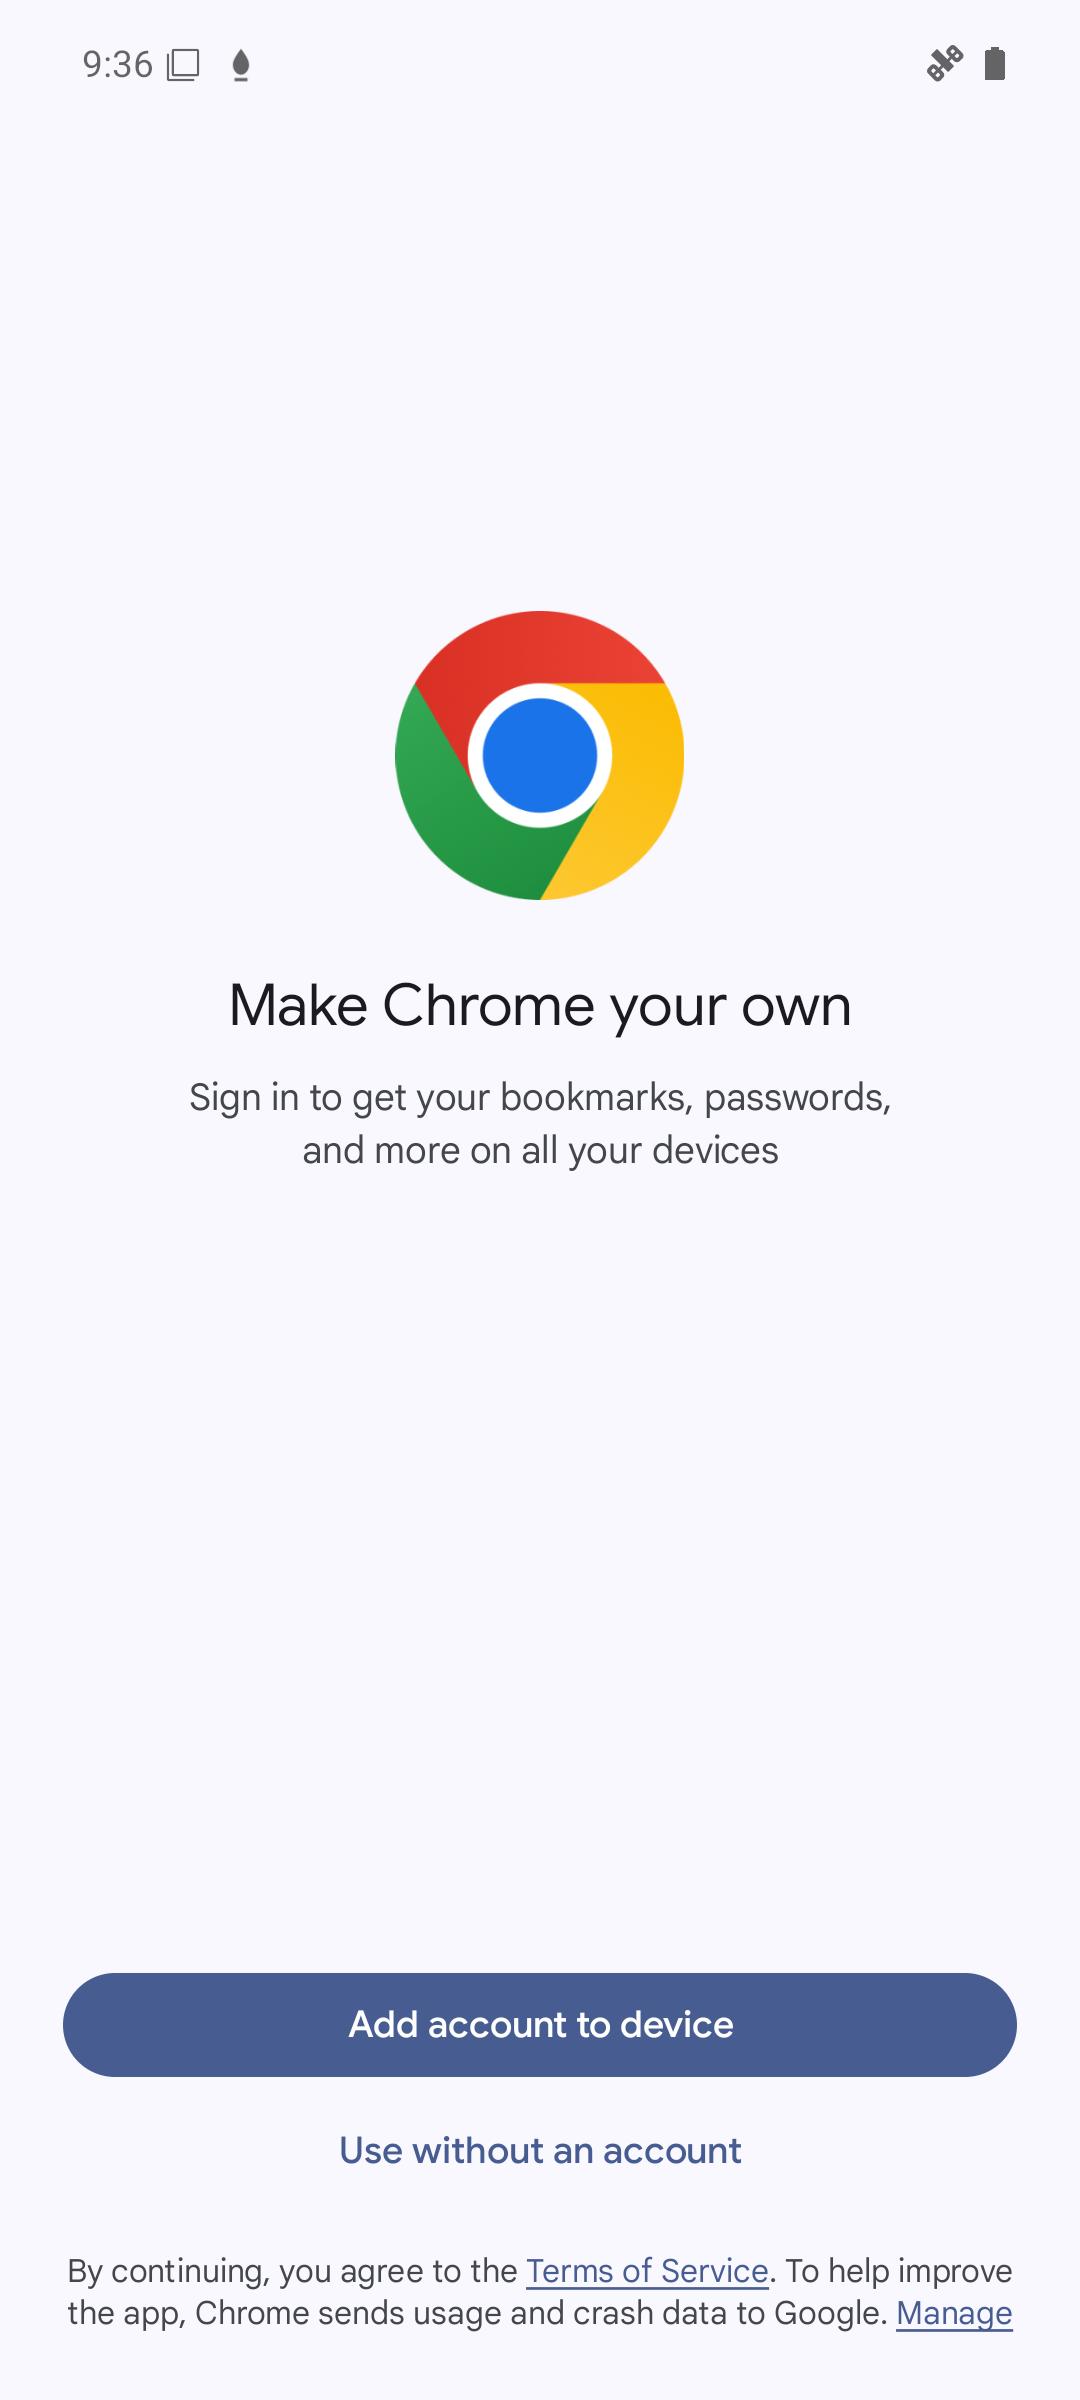 9:36
Make Chrome your own
Sign in to get your bookmarks, passwords,
and more on all your devices
Add account to device
Use without an account
By continuing, you agree to the Terms of Service. To help improve
the app, Chrome sends usage and crash data to Google. Manage